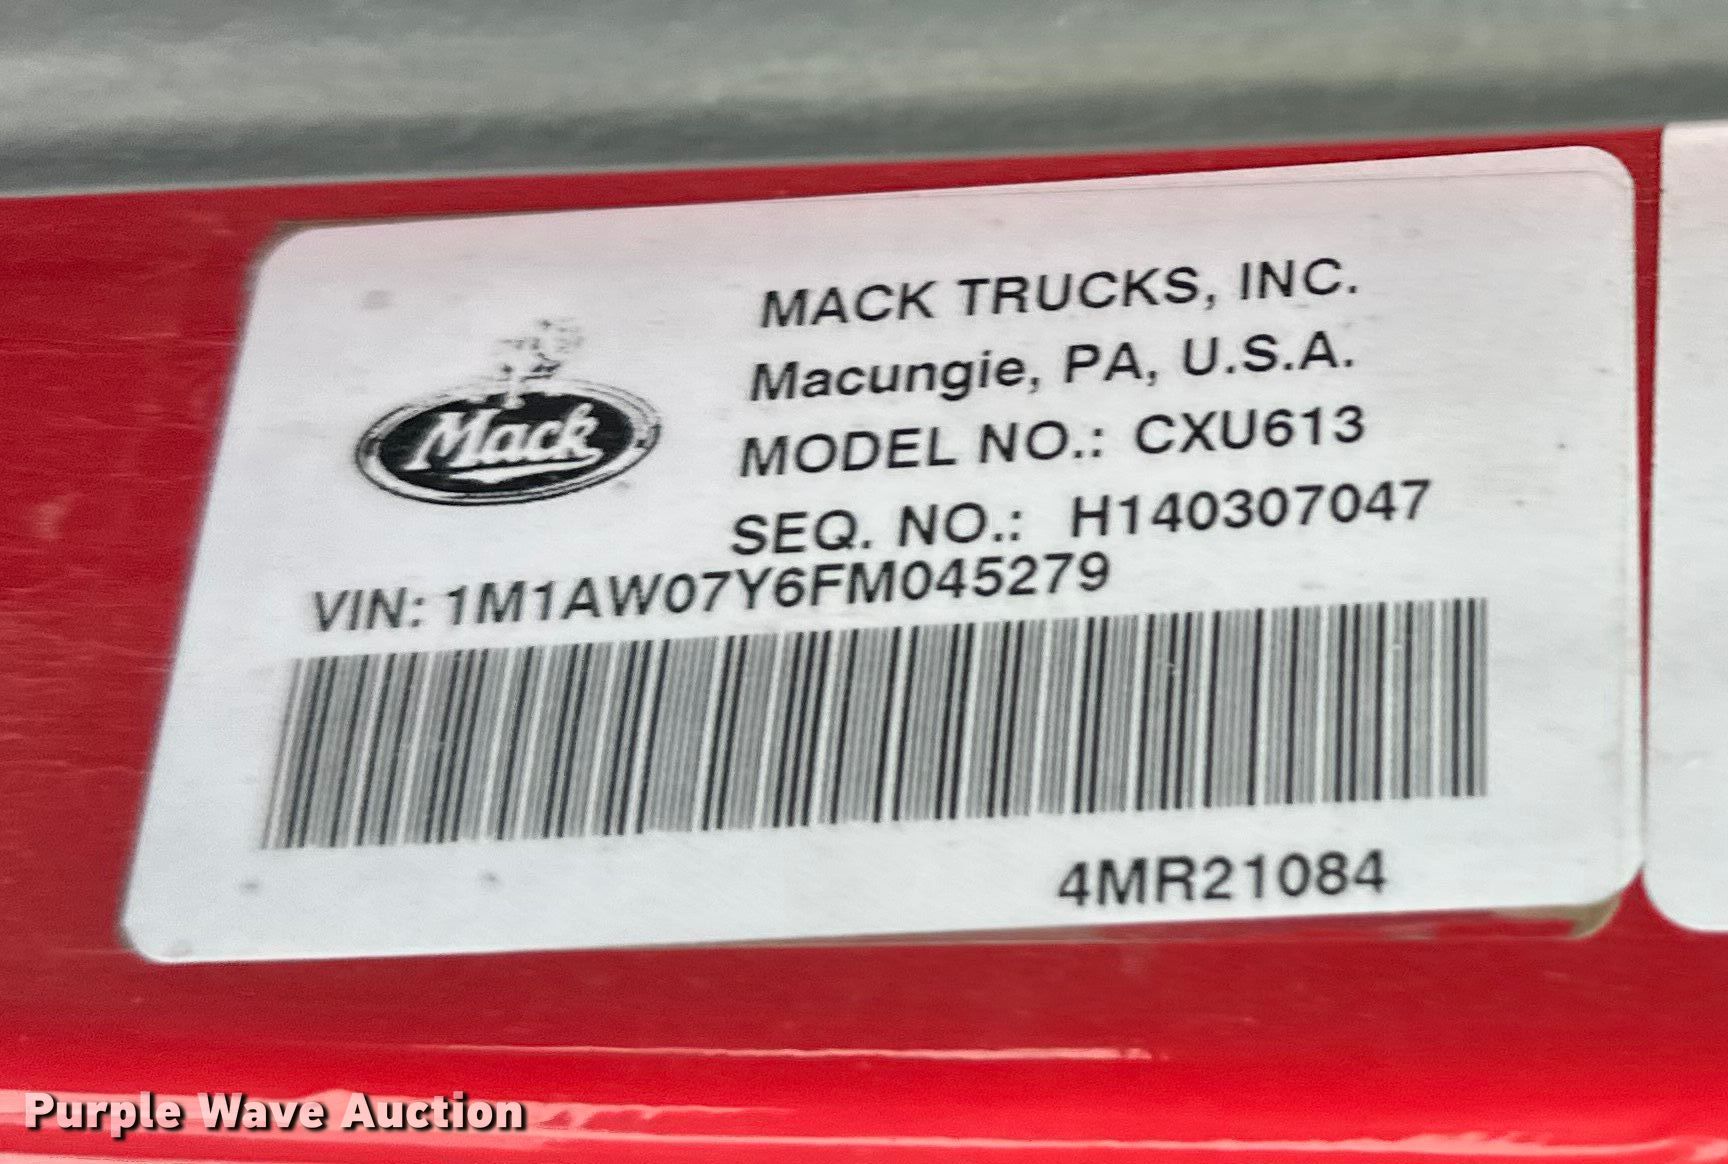 MACK TRUCKS, INC.
Macungie, PA, U.S.A.
Mack
MODEL NO.: CXU613
SEQ. NO.: H140307047
VIN: 1M1AW07Y6FM045279
4MR21084
Purple Wave Auction